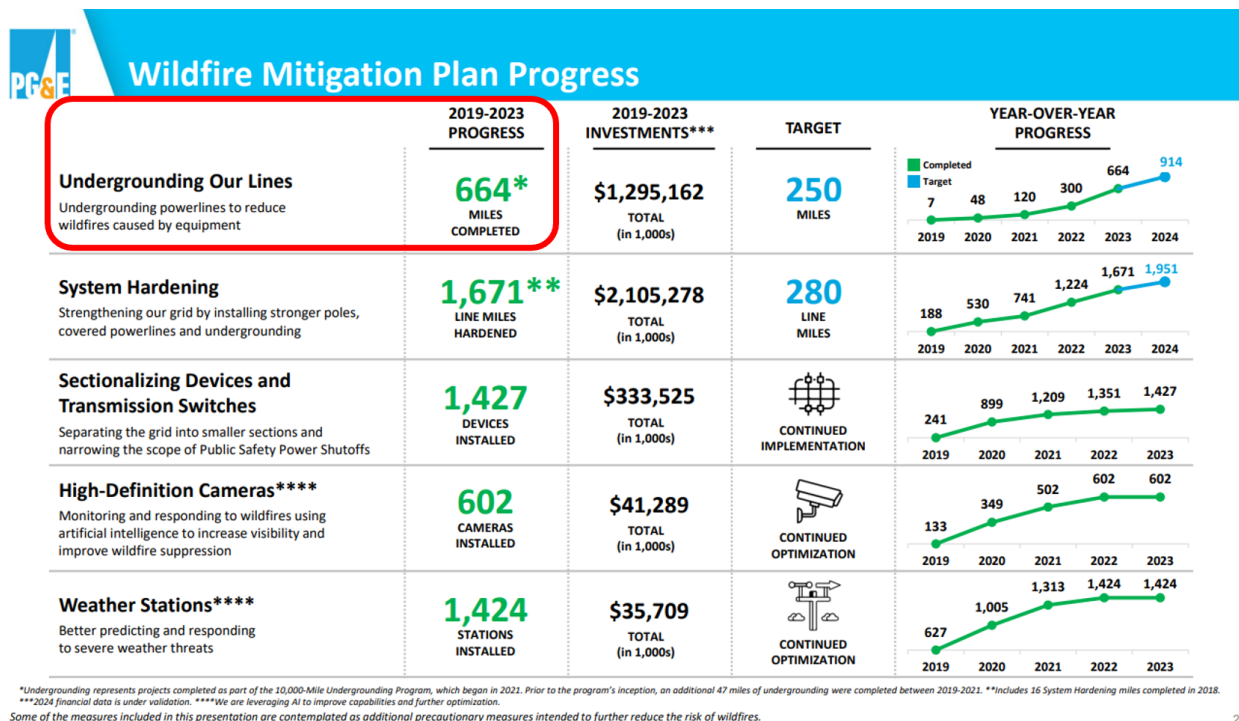 PG&E
Wildfire Mitigation Plan Progress
2019-2023
PROGRESS
2019-2023
INVESTMENTS***
TARGET
YEAR-OVER-YEAR
PROGRESS
Undergrounding Our Lines
Undergrounding powerlines to reduce
wildfires caused by equipment
664*
MILES
COMPLETED
$1,295,162
TOTAL
(in 1,000s)
250
MILES
Completed
Target
7
48
120
300
664
914
2019 2020 2021 2022 2023 2024
System Hardening
Strengthening our grid by installing stronger poles,
covered powerlines and undergrounding
1,671**
LINE MILES
HARDENED
$2,105,278
TOTAL
(in 1,000s)
280
LINE
MILES
188
530
741
1,224
1,671
1,951
2019 2020 2021 2022 2023 2024
Sectionalizing Devices and
Transmission Switches
Separating the grid into smaller sections and
narrowing the scope of Public Safety Power Shutoffs
1,427
DEVICES
INSTALLED
$333,525
TOTAL
(in 1,000s)
CONTINUED
IMPLEMENTATION
241
899
1,209
1,351
1,427
2019 2020 2021 2022 2023
High-Definition Cameras****
Monitoring and responding to wildfires using
artificial intelligence to increase visibility and
improve wildfire suppression
602
CAMERAS
INSTALLED
$41,289
TOTAL
(in 1,000s)
CONTINUED
OPTIMIZATION
133
349
502
602
602
2019 2020 2021 2022 2023
Weather Stations****
Better predicting and responding
to severe weather threats
1,424
STATIONS
INSTALLED
$35,709
TOTAL
(in 1,000s)
CONTINUED
OPTIMIZATION
627
1,005
1,313
1,424
1,424
2019 2020 2021 2022 2023
*Undergrounding represents projects completed as part of the 10,000-Mile Undergrounding Program, which began in 2021. Prior to the program's inception, an additional 47 miles of undergrounding were completed between 2019-2021. **Includes 16 System Hardening miles completed in 2018.
***2024 financial data is under validation. ****We are leveraging AI to improve capabilities and further optimization.
Some of the measures included in this presentation are contemplated as additional precautionary measures intended to further reduce the risk of wildfires.